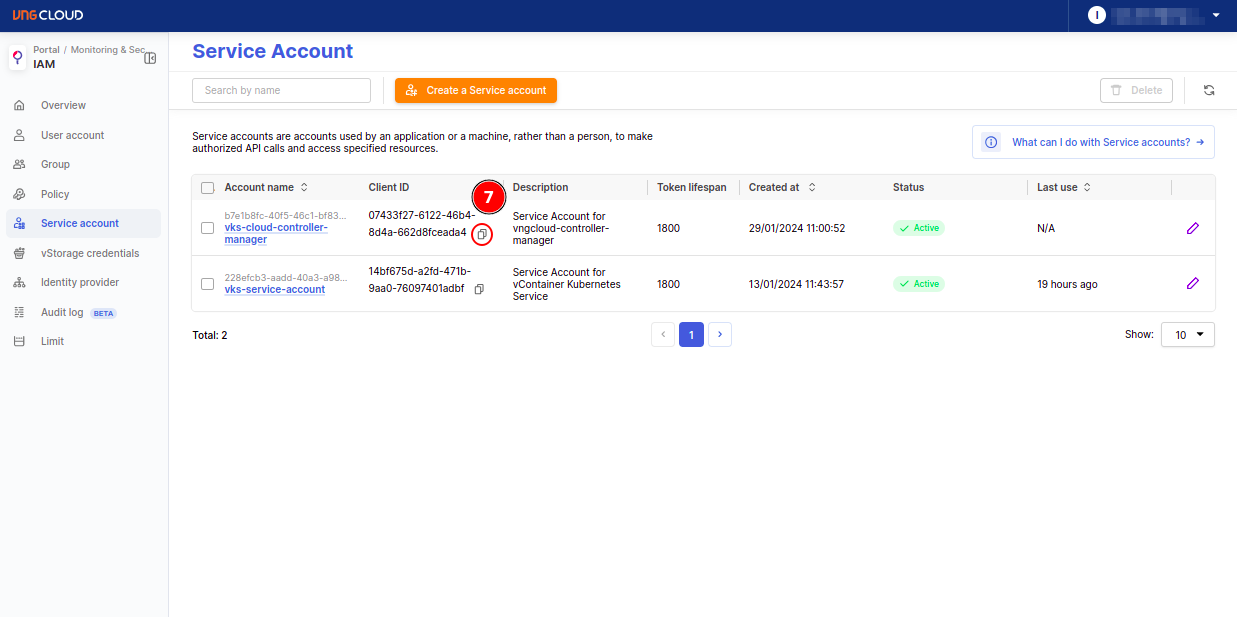 VNG CLOUD
I
Portal / Monitoring & Sec...
IAM
Overview
User account
Group
Policy
Service account
vStorage credentials
Identity provider
Audit log BETA
Limit
Service Account
Search by name
Create a Service account
Delete
Service accounts are accounts used by an application or a machine, rather than a person, to make
authorized API calls and access specified resources.
What can I do with Service accounts?
Account name Client ID Description Token lifespan Created at Status Last use
7
b7e1b8fc-40f5-46c1-bf83...
vks-cloud-controller-
manager
07433f27-6122-46b4-
8d4a-662d8fceada4
Service Account for
vngcloud-controller-
manager
1800
29/01/2024 11:00:52
Active
N/A
228efcb3-aadd-40a3-a98...
vks-service-account
14bf675d-a2fd-471b-
9aa0-76097401adbf
Service Account for
vContainer Kubernetes
Service
1800
13/01/2024 11:43:57
Active
19 hours ago
Total: 2
1
Show: 10